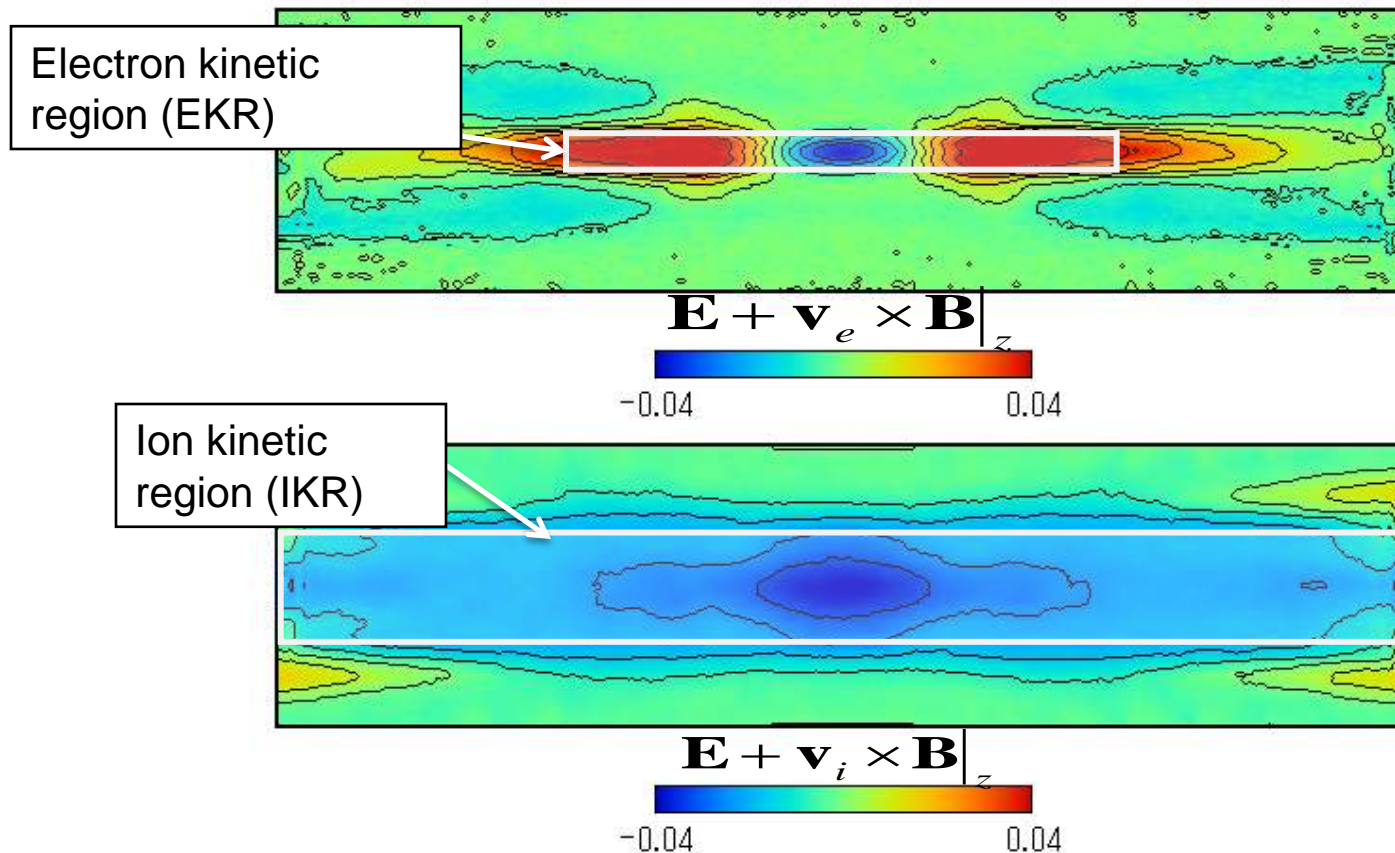 Electron kinetic
region (EKR)
E + v_e × B|_z
-0.04 0.04
Ion kinetic
region (IKR)
E + v_i × B|_z
-0.04 0.04